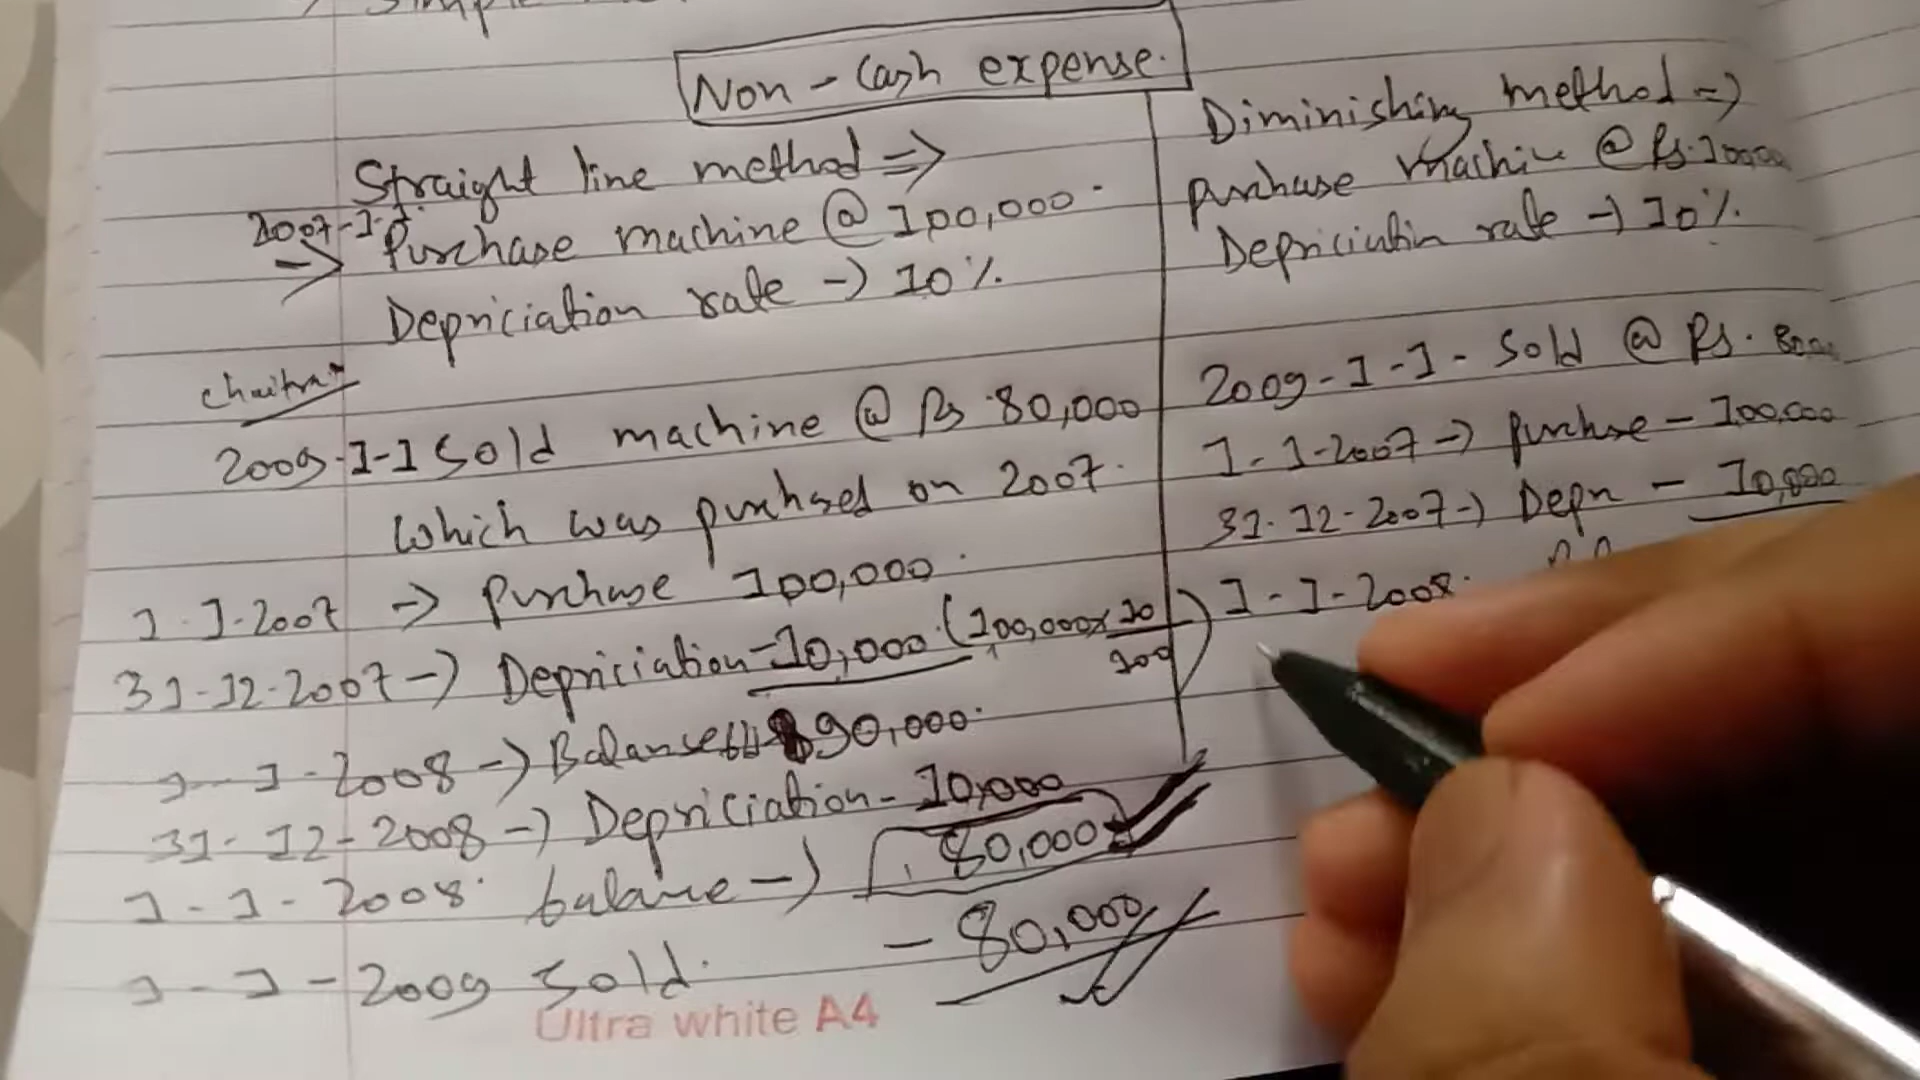 Non-Cash expense.
Straight line method =>
2007-1-1.
-> Purchase machine @ 100,000.
Depriciation rate -> 10%
chaitra
2009-1-1 Sold machine @ Rs 80,000
Which was purchased on 2007.
1-1-2007 -> Purchase 100,000.
31-12-2007 -> Depriciation - 10,000 (100,000x10/100)
1-1-2008 -> Balance 90,000.
31-12-2008 -> Depriciation - 10,000
1-1-2008. balance -> 80,000
1-1-2009 Sold. - 80,000
Diminishing method =>
purchase machine @ Rs.
Depriciation rate -> 10%.
2009-1-1- Sold @ Rs.
1-1-2007 -> purchase - 100,000
31-12-2007 -> Depn - 10,000
1-1-2008.
Ultra white A4